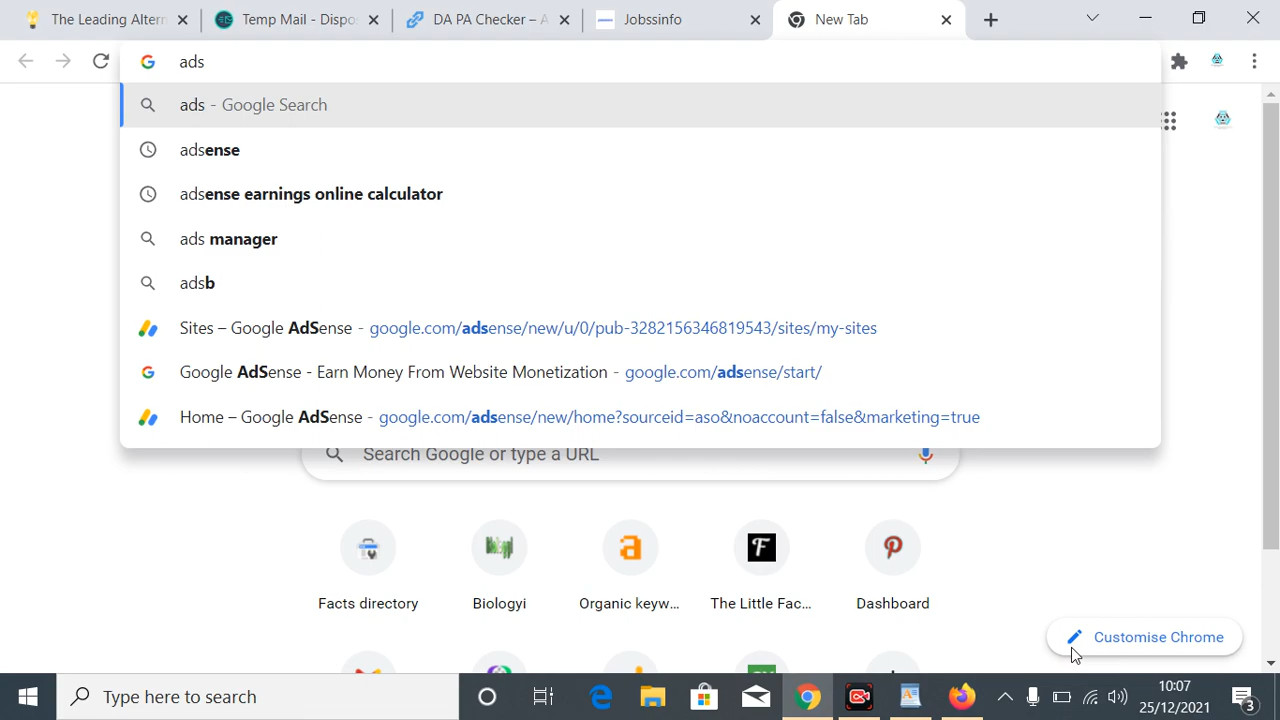 The Leading Altern
Temp Mail - Dispo
DA PA Checker – A
Jobssinfo
New Tab
ads
ads - Google Search
adsense
adsense earnings online calculator
ads manager
adsb
Sites – Google AdSense - google.com/adsense/new/u/0/pub-3282156346819543/sites/my-sites
Google AdSense - Earn Money From Website Monetization - google.com/adsense/start/
Home – Google AdSense - google.com/adsense/new/home?sourceid=aso&noaccount=false&marketing=true
Search Google or type a URL
Facts directory
Biologyi
Organic keyw...
The Little Fac...
Dashboard
Customise Chrome
Type here to search
10:07
25/12/2021
3